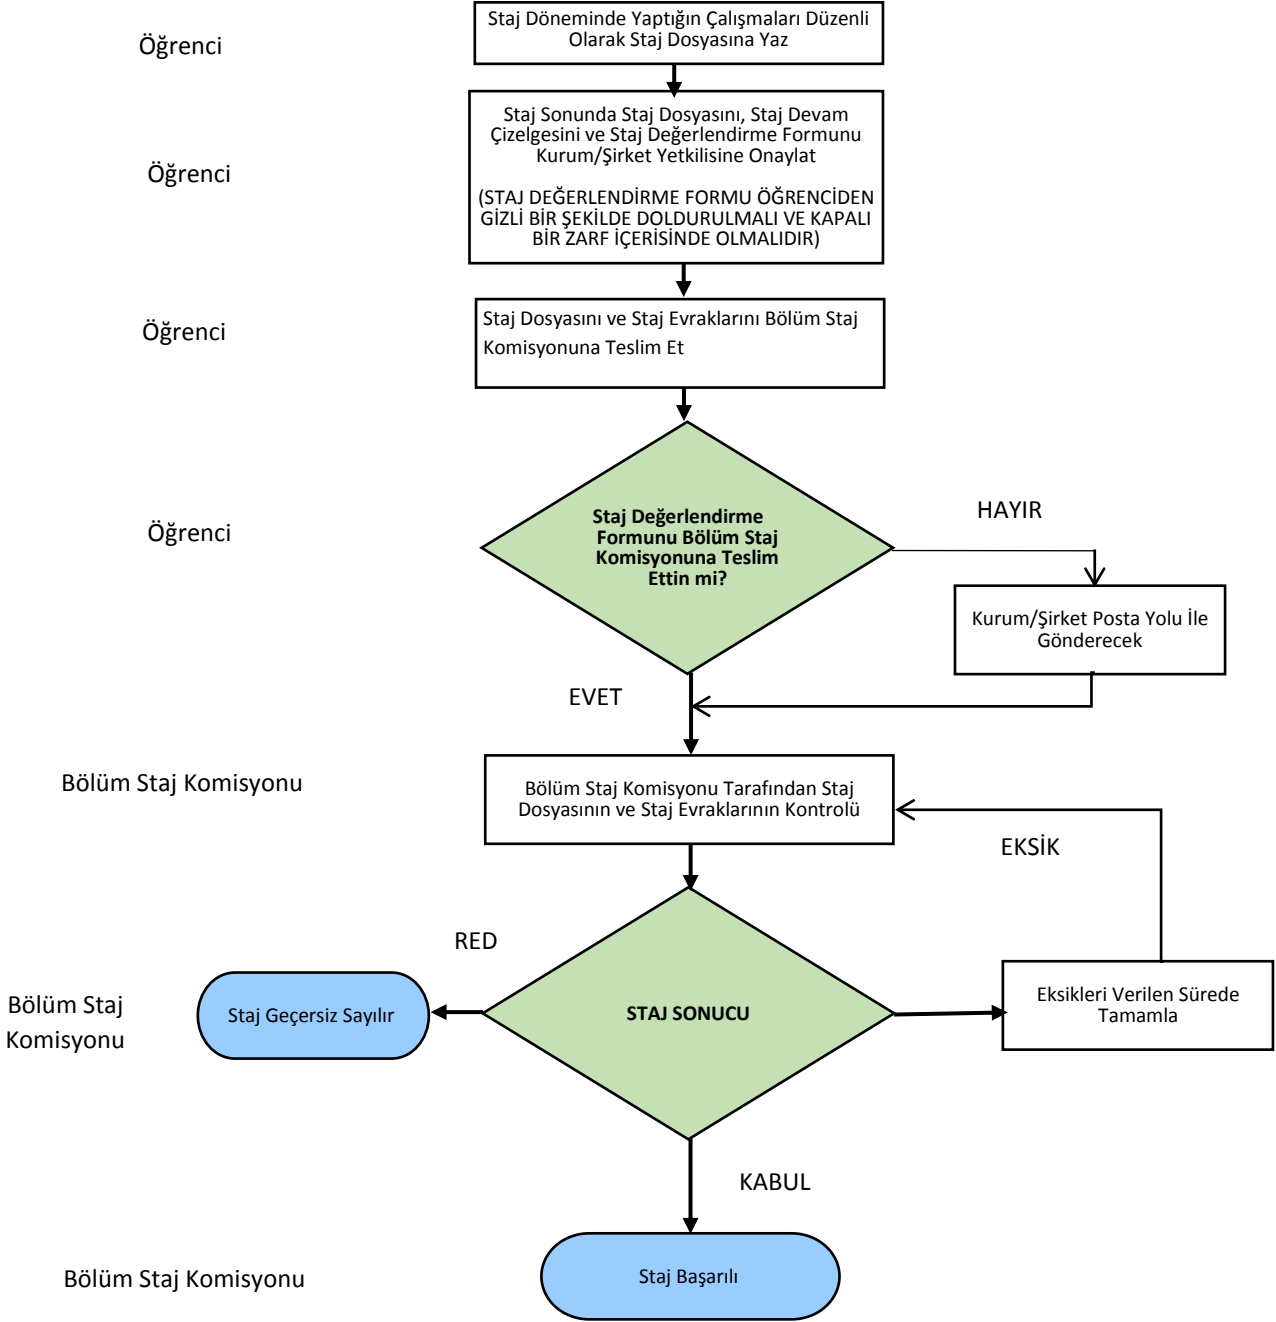 Öğrenci
Staj Döneminde Yaptığın Çalışmaları Düzenli
Olarak Staj Dosyasına Yaz
Öğrenci
Staj Sonunda Staj Dosyasını, Staj Devam
Çizelgesini ve Staj Değerlendirme Formunu
Kurum/Şirket Yetkilisine Onaylat
(STAJ DEĞERLENDİRME FORMU ÖĞRENCİDEN
GİZLİ BİR ŞEKİLDE DOLDURULMALI VE KAPALI
BİR ZARF İÇERİSİNDE OLMALIDIR)
Öğrenci
Staj Dosyasını ve Staj Evraklarını Bölüm Staj
Komisyonuna Teslim Et
Öğrenci
Staj Değerlendirme
Formunu Bölüm Staj
Komisyonuna Teslim
Ettin mi?
HAYIR
Kurum/Şirket Posta Yolu İle
Gönderecek
EVET
Bölüm Staj Komisyonu
Bölüm Staj Komisyonu Tarafından Staj
Dosyasının ve Staj Evraklarının Kontrolü
EKSİK
RED
Bölüm Staj
Komisyonu
Staj Geçersiz Sayılır
STAJ SONUCU
Eksikleri Verilen Sürede
Tamamla
KABUL
Bölüm Staj Komisyonu
Staj Başarılı